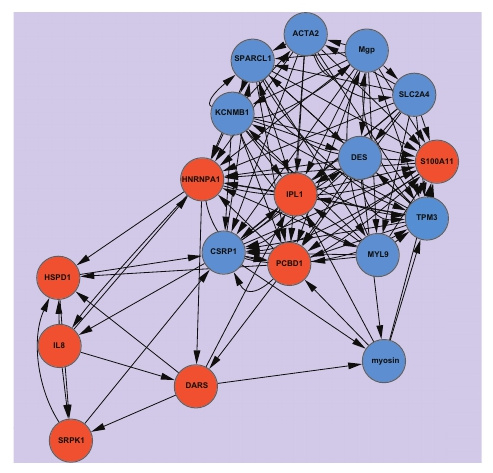 ACTA2
Mgp
SPARCL1
SLC2A4
KCNMB1
DES
S100A11
HNRNPA1
IPL1
TPM3
CSRP1
MYL9
PCBD1
HSPD1
IL8
myosin
DARS
SRPK1